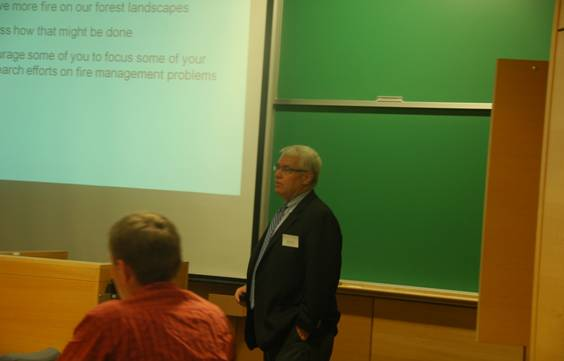 ve more fire on our forest landscapes
ss how that might be done
urage some of you to focus some of your
earch efforts on fire management problems